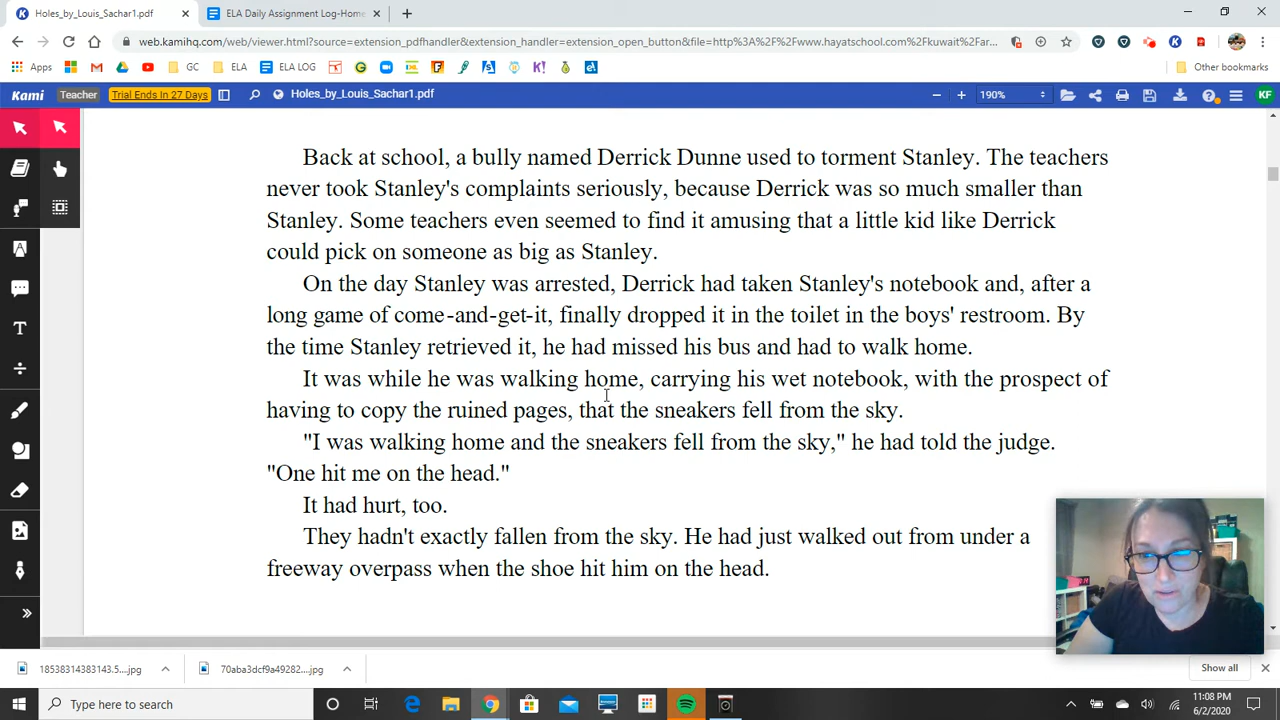 Holes_by_Louis_Sachar1.pdf
ELA Daily Assignment Log-Home
web.kamihq.com/web/viewer.html?source=extension_pdfhandler&extension_handler=extension_open_button&file=http%3A%2F%2Fwww.hayatschool.com%2Fkuwait%2Far...
Apps
GC
ELA
ELA LOG
Other bookmarks
Kami
Teacher
Trial Ends In 27 Days
Holes_by_Louis_Sachar1.pdf
190%
KF
Back at school, a bully named Derrick Dunne used to torment Stanley. The teachers
never took Stanley's complaints seriously, because Derrick was so much smaller than
Stanley. Some teachers even seemed to find it amusing that a little kid like Derrick
could pick on someone as big as Stanley.
On the day Stanley was arrested, Derrick had taken Stanley's notebook and, after a
long game of come-and-get-it, finally dropped it in the toilet in the boys' restroom. By
the time Stanley retrieved it, he had missed his bus and had to walk home.
It was while he was walking home, carrying his wet notebook, with the prospect of
having to copy the ruined pages, that the sneakers fell from the sky.
"I was walking home and the sneakers fell from the sky," he had told the judge.
"One hit me on the head."
It had hurt, too.
They hadn't exactly fallen from the sky. He had just walked out from under a
freeway overpass when the shoe hit him on the head.
18538314383143.5....jpg
70aba3dcf9a49282....jpg
Show all
Type here to search
11:08 PM
6/2/2020